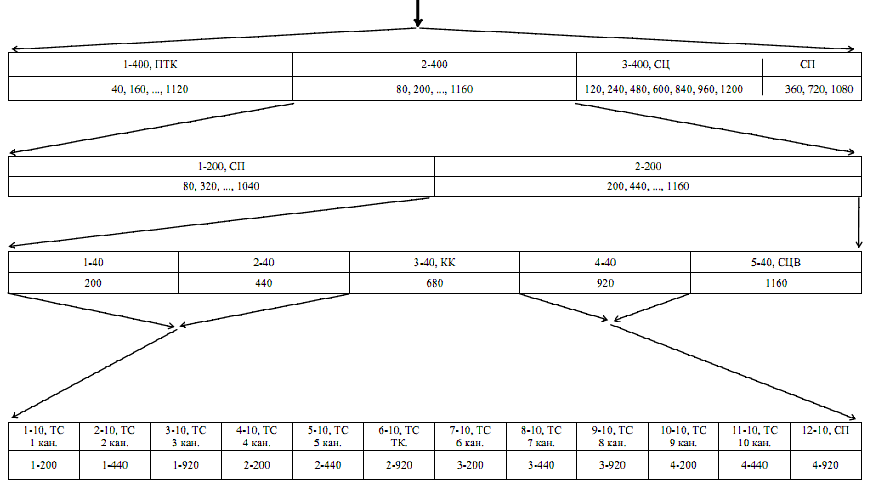 1-400, ПТК 2-400 3-400, СЦ СП
40, 160, ..., 1120 80, 200, ..., 1160 120, 240, 480, 600, 840, 960, 1200 360, 720, 1080
1-200, СП 2-200
80, 320, ..., 1040 200, 440, ..., 1160
1-40 2-40 3-40, КК 4-40 5-40, СЦВ
200 440 680 920 1160
1-10, ТС 2-10, ТС 3-10, ТС 4-10, ТС 5-10, ТС 6-10, ТС 7-10, ТС 8-10, ТС 9-10, ТС 10-10, ТС 11-10, ТС 12-10, СП
1 кан. 2 кан. 3 кан. 4 кан. 5 кан. ТК. 6 кан. 7 кан. 8 кан. 9 кан. 10 кан.
1-200 1-440 1-920 2-200 2-440 2-920 3-200 3-440 3-920 4-200 4-440 4-920